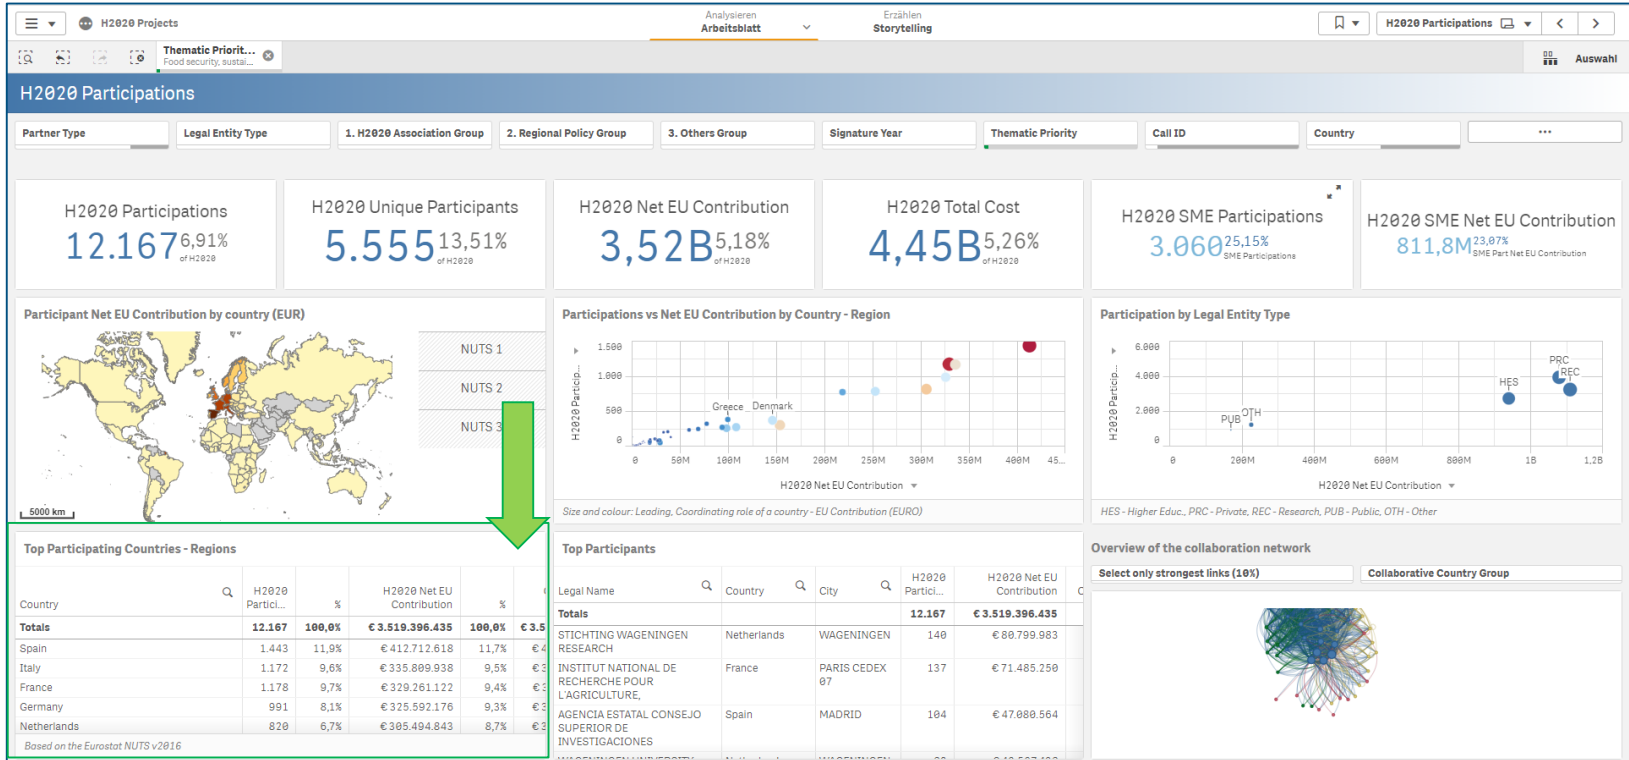 H2020 Projects
Analysieren
Arbeitsblatt
Erzählen
Storytelling
H2020 Participations
Thematic Priorit...
Food security, sustai...
Auswahl
H2020 Participations
Partner Type
Legal Entity Type
1. H2020 Association Group
2. Regional Policy Group
3. Others Group
Signature Year
Thematic Priority
Call ID
Country
...
H2020 Participations
12.167 6,91%
of H2020
H2020 Unique Participants
5.555 13,51%
of H2020
H2020 Net EU Contribution
3,52B 5,18%
of H2020
H2020 Total Cost
4,45B 5,26%
of H2020
H2020 SME Participations
3.060 25,15%
SME Participations
H2020 SME Net EU Contribution
811,8M 23,07%
SME Part Net EU Contribution
Participant Net EU Contribution by country (EUR)
NUTS 1
NUTS 2
NUTS 3
5000 km
Participations vs Net EU Contribution by Country - Region
H2020 Particip...
1.500
1.000
500
0
Greece
Denmark
0 50M 100M 150M 200M 250M 300M 350M 400M 45...
H2020 Net EU Contribution
Size and colour: Leading, Coordinating role of a country - EU Contribution (EURO)
Participation by Legal Entity Type
H2020 Particip...
6.000
4.000
2.000
0
PRC
REC
HES
OTH
PUB
0 200M 400M 600M 800M 1B 1,2B
H2020 Net EU Contribution
HES - Higher Educ., PRC - Private, REC - Research, PUB - Public, OTH - Other
Top Participating Countries - Regions
Country
H2020 Partici...
%
H2020 Net EU Contribution
%
Totals 12.167 100,0% €3.519.396.435 100,0% €3.5
Spain 1.443 11,9% €412.712.618 11,7% €4
Italy 1.172 9,6% €335.809.938 9,5% €3
France 1.178 9,7% €329.261.122 9,4% €3
Germany 991 8,1% €325.592.176 9,3% €3
Netherlands 820 6,7% €305.494.843 8,7% €3
Based on the Eurostat NUTS v2016
Top Participants
Legal Name
Country
City
H2020 Partici...
H2020 Net EU Contribution
Totals 12.167 €3.519.396.435
STICHTING WAGENINGEN Netherlands WAGENINGEN 140 €80.799.983
RESEARCH
INSTITUT NATIONAL DE France PARIS CEDEX 137 €71.485.250
RECHERCHE POUR 07
L'AGRICULTURE,
AGENCIA ESTATAL CONSEJO Spain MADRID 104 €47.080.564
SUPERIOR DE
INVESTIGACIONES
Overview of the collaboration network
Select only strongest links (10%)
Collaborative Country Group